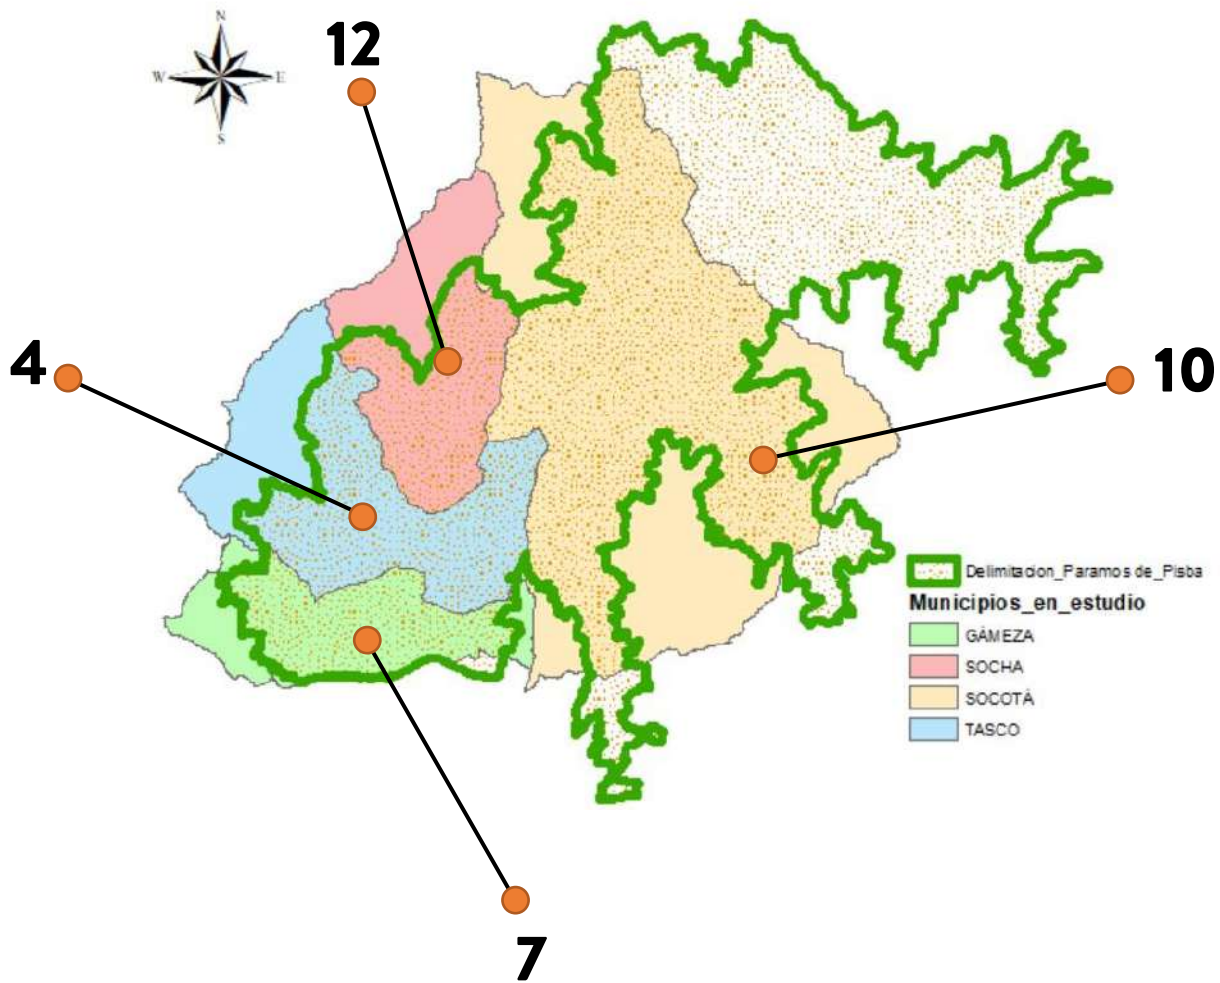 N
12
W E
S
4
10
Delimitacion_Paramos de_Pisba
Municipios_en_estudio
GÁMEZA
SOCHA
SOCOTÁ
TASCO
7